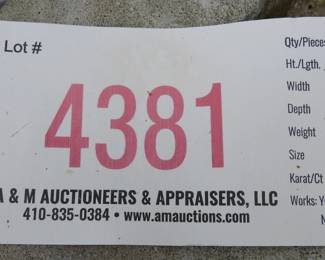 Lot #
4381
A & M AUCTIONEERS & APPRAISERS, LLC
410-835-0384 • www.amauctions.com
Qty/Pieces
Ht./Lgth.
Width
Depth
Weight
Size
Karat/Ct
Works: Y
N